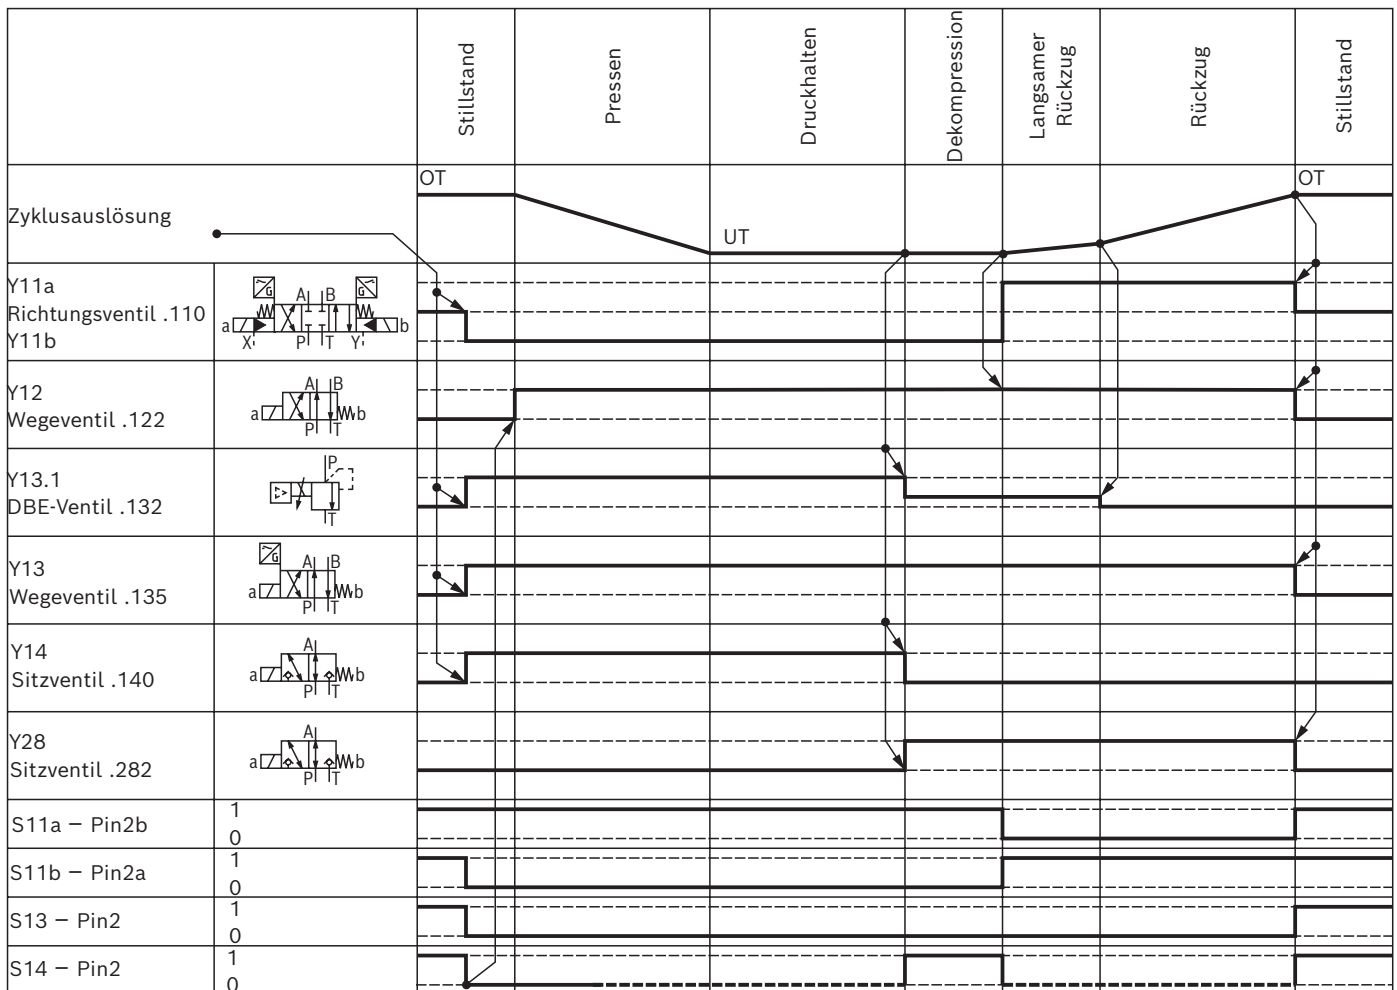 Stillstand
Pressen
Druckhalten
Dekompression
Langsamer
Rückzug
Rückzug
Stillstand
OT
OT
Zyklusauslösung
UT
Y11a
Richtungsventil .110
Y11b
G
G
A B
a b
X P T Y
Y12
Wegeventil .122
A B
a b
P T
Y13.1
DBE-Ventil .132
P
T
Y13
Wegeventil .135
G
A B
a b
P T
Y14
Sitzventil .140
A
a b
P T
Y28
Sitzventil .282
A
a b
P T
S11a – Pin2b
1
0
S11b – Pin2a
1
0
S13 – Pin2
1
0
S14 – Pin2
1
0